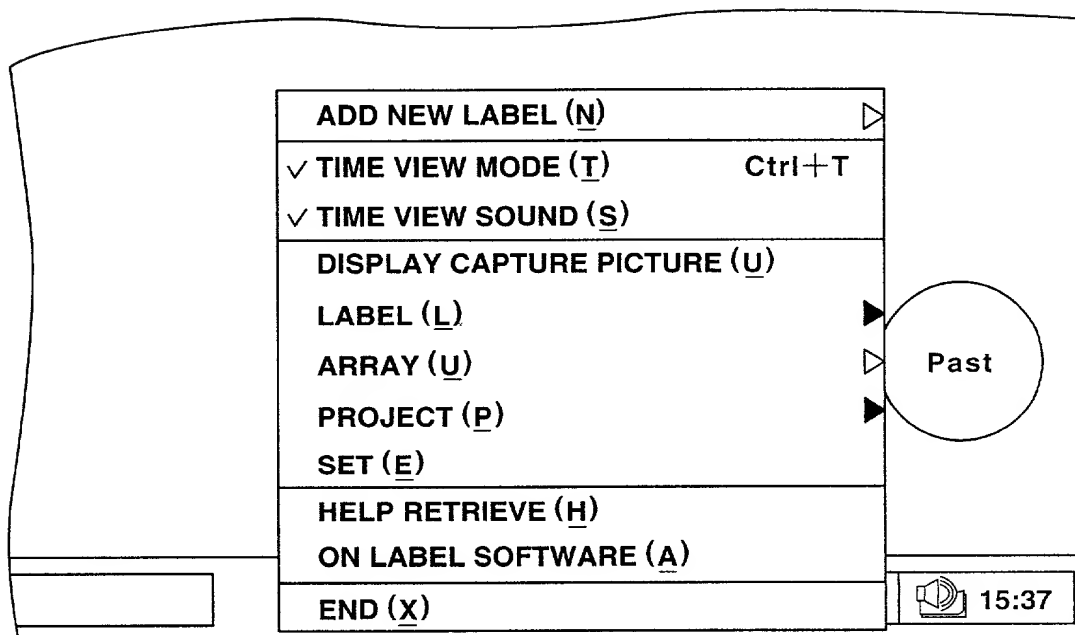 ADD NEW LABEL (N)
TIME VIEW MODE (T) Ctrl+T
TIME VIEW SOUND (S)
DISPLAY CAPTURE PICTURE (U)
LABEL (L)
ARRAY (U)
PROJECT (P)
SET (E)
HELP RETRIEVE (H)
ON LABEL SOFTWARE (A)
END (X)
Past
15:37